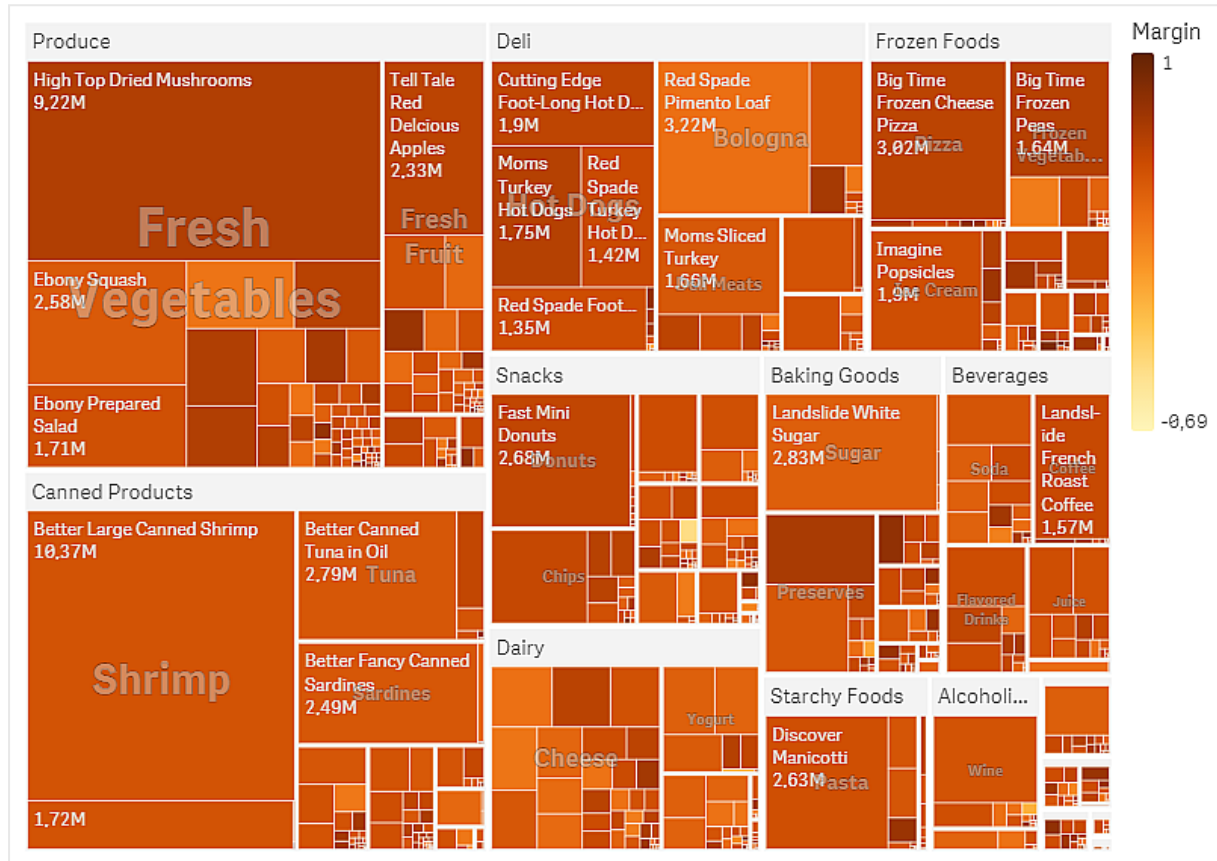 Produce
High Top Dried Mushrooms
9,22M
Fresh
Vegetables
Ebony Squash
2,58M
Ebony Prepared
Salad
1,71M
Tell Tale
Red
Delcious
Apples
2,33M
Fresh
Fruit
Canned Products
Better Large Canned Shrimp
10,37M
Shrimp
1,72M
Better Canned
Tuna in Oil
2,79M
Tuna
Better Fancy Canned
Sardines
2,49M
Sardines
Deli
Cutting Edge
Foot-Long Hot D...
1,9M
Moms
Turkey
Hot Dogs
1,75M
Red
Spade
Turkey
Hot D...
1,42M
Hot Dogs
Red Spade Foot...
1,35M
Red Spade
Pimento Loaf
3,22M
Bologna
Moms Sliced
Turkey
1,66M
Deli Meats
Frozen Foods
Big Time
Frozen Cheese
Pizza
3,02M
Pizza
Big Time
Frozen
Peas
1,64M
Frozen
Vegetab...
Imagine
Popsicles
1,9M
Ice Cream
Snacks
Fast Mini
Donuts
2,68M
Donuts
Chips
Baking Goods
Landslide White
Sugar
2,83M
Sugar
Preserves
Beverages
Soda
Landsl-
ide
French
Roast
Coffee
1,57M
Coffee
Flavored
Drinks
Juice
Dairy
Cheese
Yogurt
Starchy Foods
Discover
Manicotti
2,63M
Pasta
Alcoholi...
Wine
Margin
1
-0,69